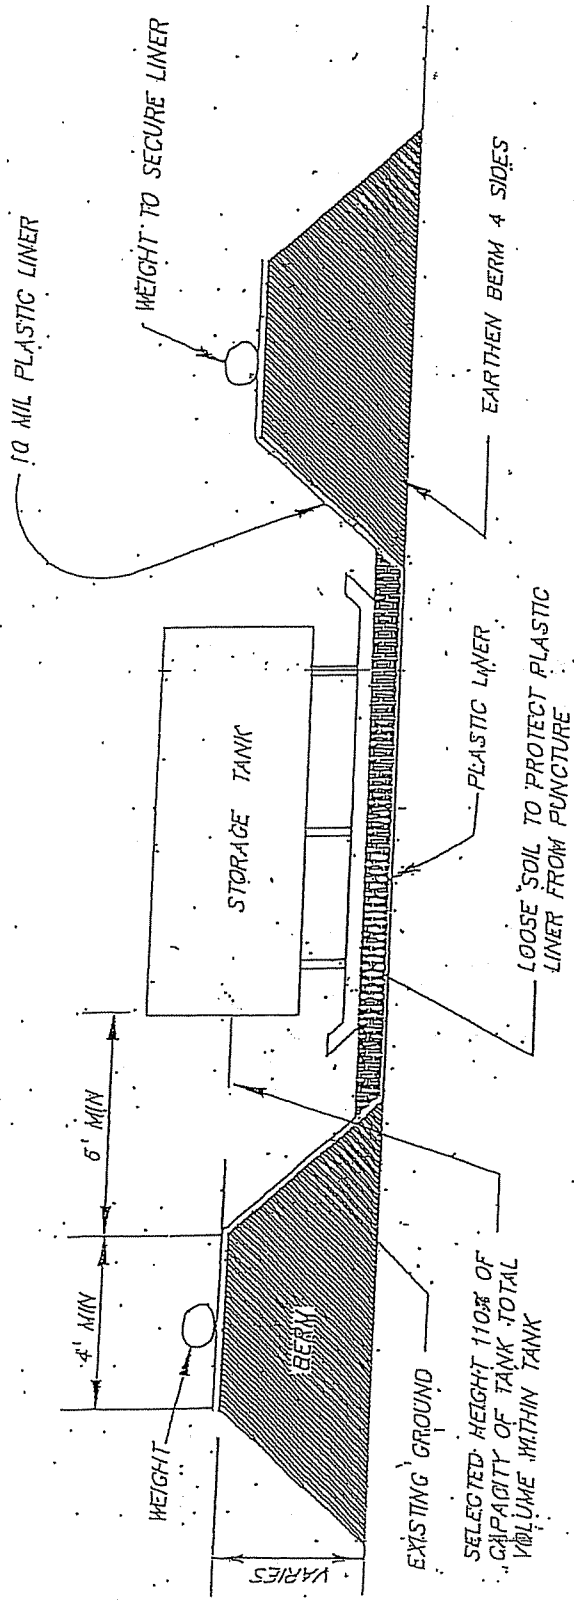 10 MIL PLASTIC LINER
WEIGHT TO SECURE LINER
4' MIN
6' MIN
WEIGHT
STORAGE TANK
VARIES
BERM
EXISTING GROUND
SELECTED HEIGHT 110% OF
CAPACITY OF TANK TOTAL
VOLUME WITHIN TANK
PLASTIC LINER
EARTHEN BERM 4 SIDES
LOOSE SOIL TO PROTECT PLASTIC
LINER FROM PUNCTURE